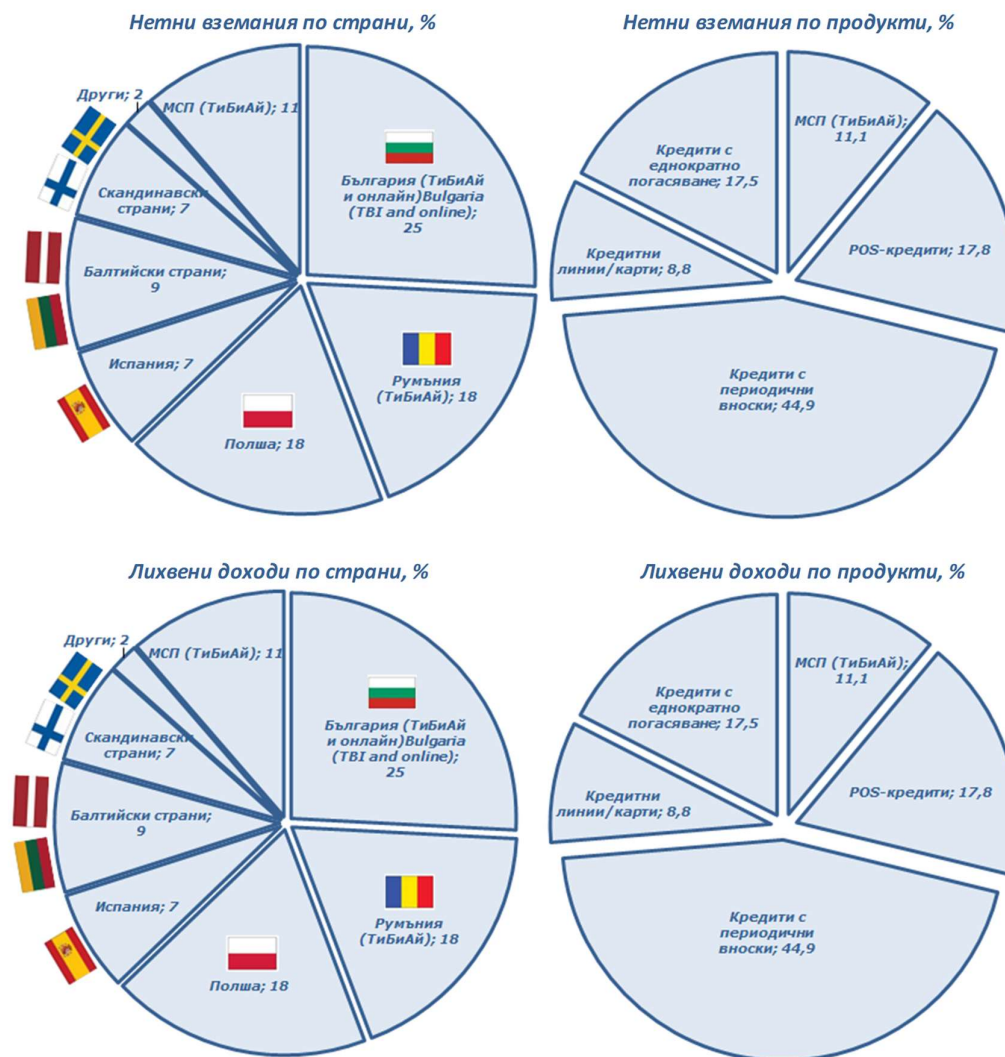 Нетни вземания по страни, %
Други; 2
МСП (ТиБиАй); 11
България (ТиБиАй
и онлайн)Bulgaria
(TBI and online);
25
Скандинавски
страни; 7
Балтийски страни;
9
Испания; 7
Полша; 18
Румъния
(ТиБиАй); 18
Нетни вземания по продукти, %
МСП (ТиБиАй);
11,1
Кредити с
еднократно
погасяване; 17,5
POS-кредити; 17,8
Кредитни
линии/карти; 8,8
Кредити с
периодични
вноски; 44,9
Лихвени доходи по страни, %
Други; 2
МСП (ТиБиАй); 11
България (ТиБиАй
и онлайн)Bulgaria
(TBI and online);
25
Скандинавски
страни; 7
Балтийски страни;
9
Испания; 7
Полша; 18
Румъния
(ТиБиАй); 18
Лихвени доходи по продукти, %
МСП (ТиБиАй);
11,1
Кредити с
еднократно
погасяване; 17,5
POS-кредити; 17,8
Кредитни
линии/карти; 8,8
Кредити с
периодични
вноски; 44,9